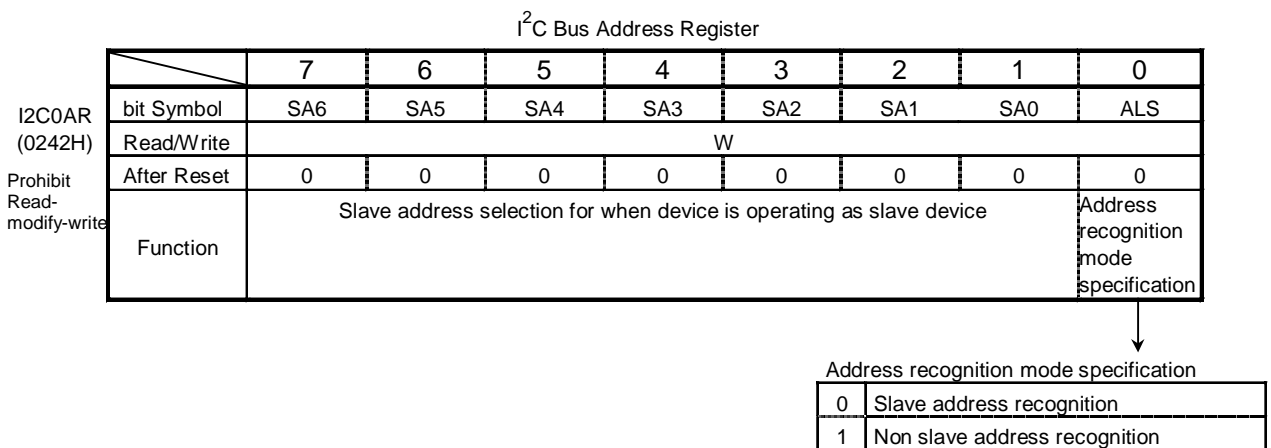 I2C Bus Address Register
7 6 5 4 3 2 1 0
I2C0AR
(0242H)
Prohibit
Read-
modify-write
bit Symbol SA6 SA5 SA4 SA3 SA2 SA1 SA0 ALS
Read/Write W
After Reset 0 0 0 0 0 0 0 0
Function
Slave address selection for when device is operating as slave device
Address
recognition
mode
specification
Address recognition mode specification
0 Slave address recognition
1 Non slave address recognition